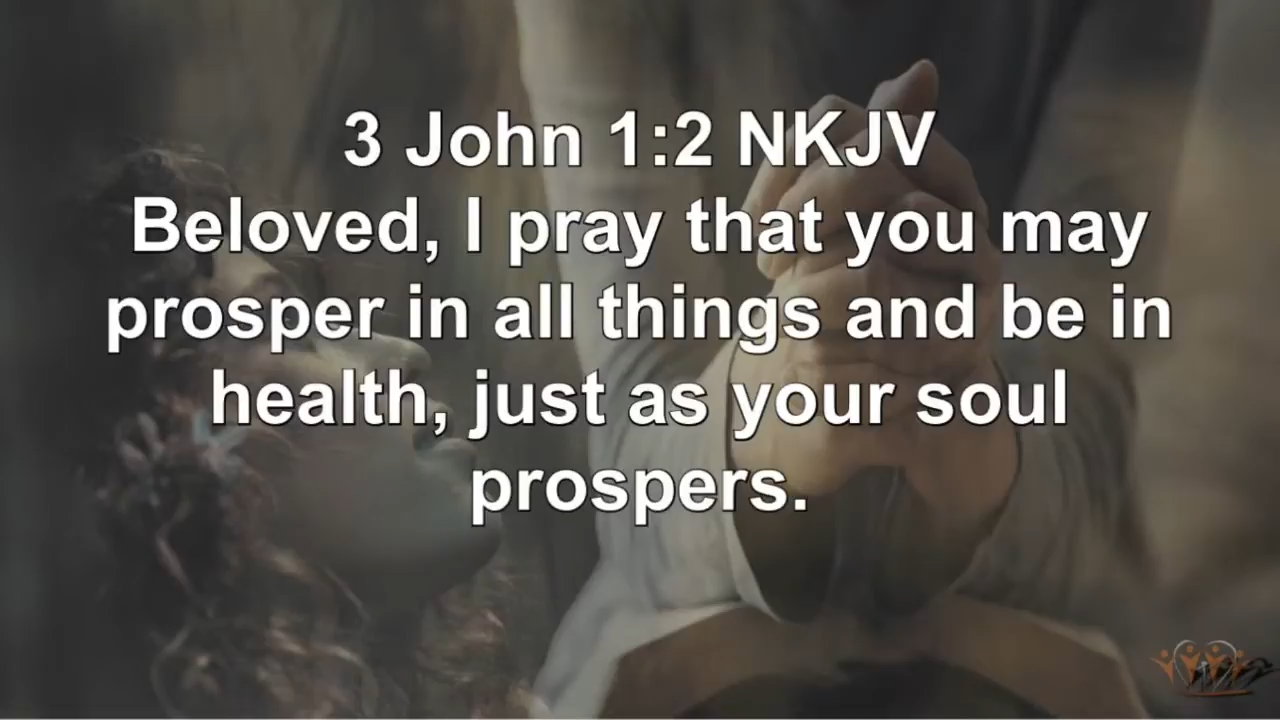 3 John 1:2 NKJV
Beloved, I pray that you may
prosper in all things and be in
health, just as your soul
prospers.